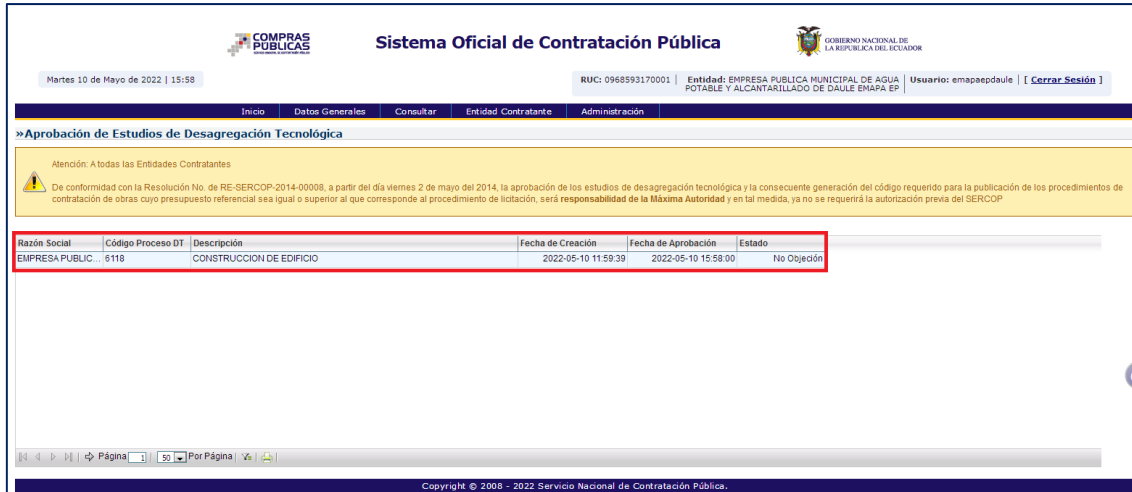 COMPRAS
PÚBLICAS
Sistema Oficial de Contratación Pública
GOBIERNO NACIONAL DE
LA REPUBLICA DEL ECUADOR
Martes 10 de Mayo de 2022 | 15:58
RUC: 0968593170001 | Entidad: EMPRESA PUBLICA MUNICIPAL DE AGUA POTABLE Y ALCANTARILLADO DE DAULE EMAPA EP | Usuario: emapaepdaule | [ Cerrar Sesión ]
Inicio Datos Generales Consultar Entidad Contratante Administración
»Aprobación de Estudios de Desagregación Tecnológica
Atención: A todas las Entidades Contratantes
De conformidad con la Resolución No. de RE-SERCOP-2014-00008, a partir del día viernes 2 de mayo del 2014, la aprobación de los estudios de desagregación tecnológica y la consecuente generación del código requerido para la publicación de los procedimientos de
contratación de obras cuyo presupuesto referencial sea igual o superior al que corresponde al procedimiento de licitación, será responsabilidad de la Máxima Autoridad y en tal medida, ya no se requerirá la autorización previa del SERCOP
Razón Social Código Proceso DT Descripción Fecha de Creación Fecha de Aprobación Estado
EMPRESA PUBLIC... 6118 CONSTRUCCION DE EDIFICIO 2022-05-10 11:59:39 2022-05-10 15:58:00 No Objeción
Página 1 | 50 Por Página
Copyright © 2008 - 2022 Servicio Nacional de Contratación Pública.